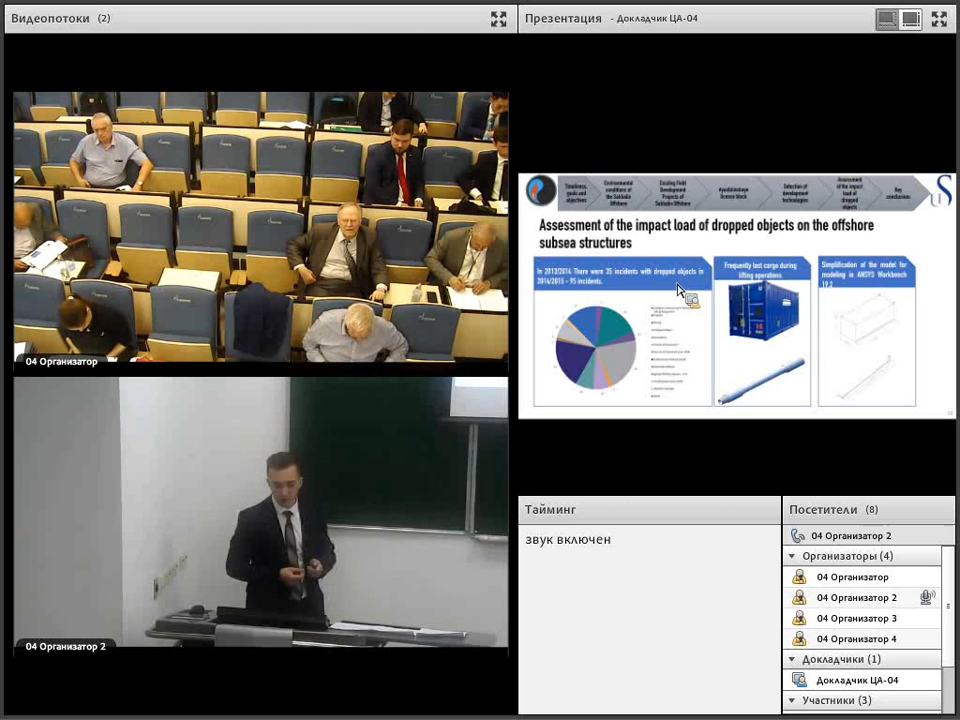 Видеопотоки (2)
Презентация - Докладчик ЦА-04
04 Организатор
04 Организатор 2
Timeliness, goals and objectives
Environmental conditions of the Sakhalin Offshore
Existing Field Development Projects of Sakhalin Offshore
Ayashkinskaya license block
Selection of development technologies
Assessment of the impact load of dropped objects
Key conclusions
Assessment of the impact load of dropped objects on the offshore
subsea structures
In 2013/2014 There were 35 incidents with dropped objects in
2014/2015 - 95 incidents.
Frequently lost cargo during
lifting operations
Simplification of the model for
modeling in ANSYS Workbench
19.2
Тайминг
звук включен
Посетители (8)
04 Организатор 2
Организаторы (4)
04 Организатор
04 Организатор 2
04 Организатор 3
04 Организатор 4
Докладчики (1)
Докладчик ЦА-04
Участники (3)